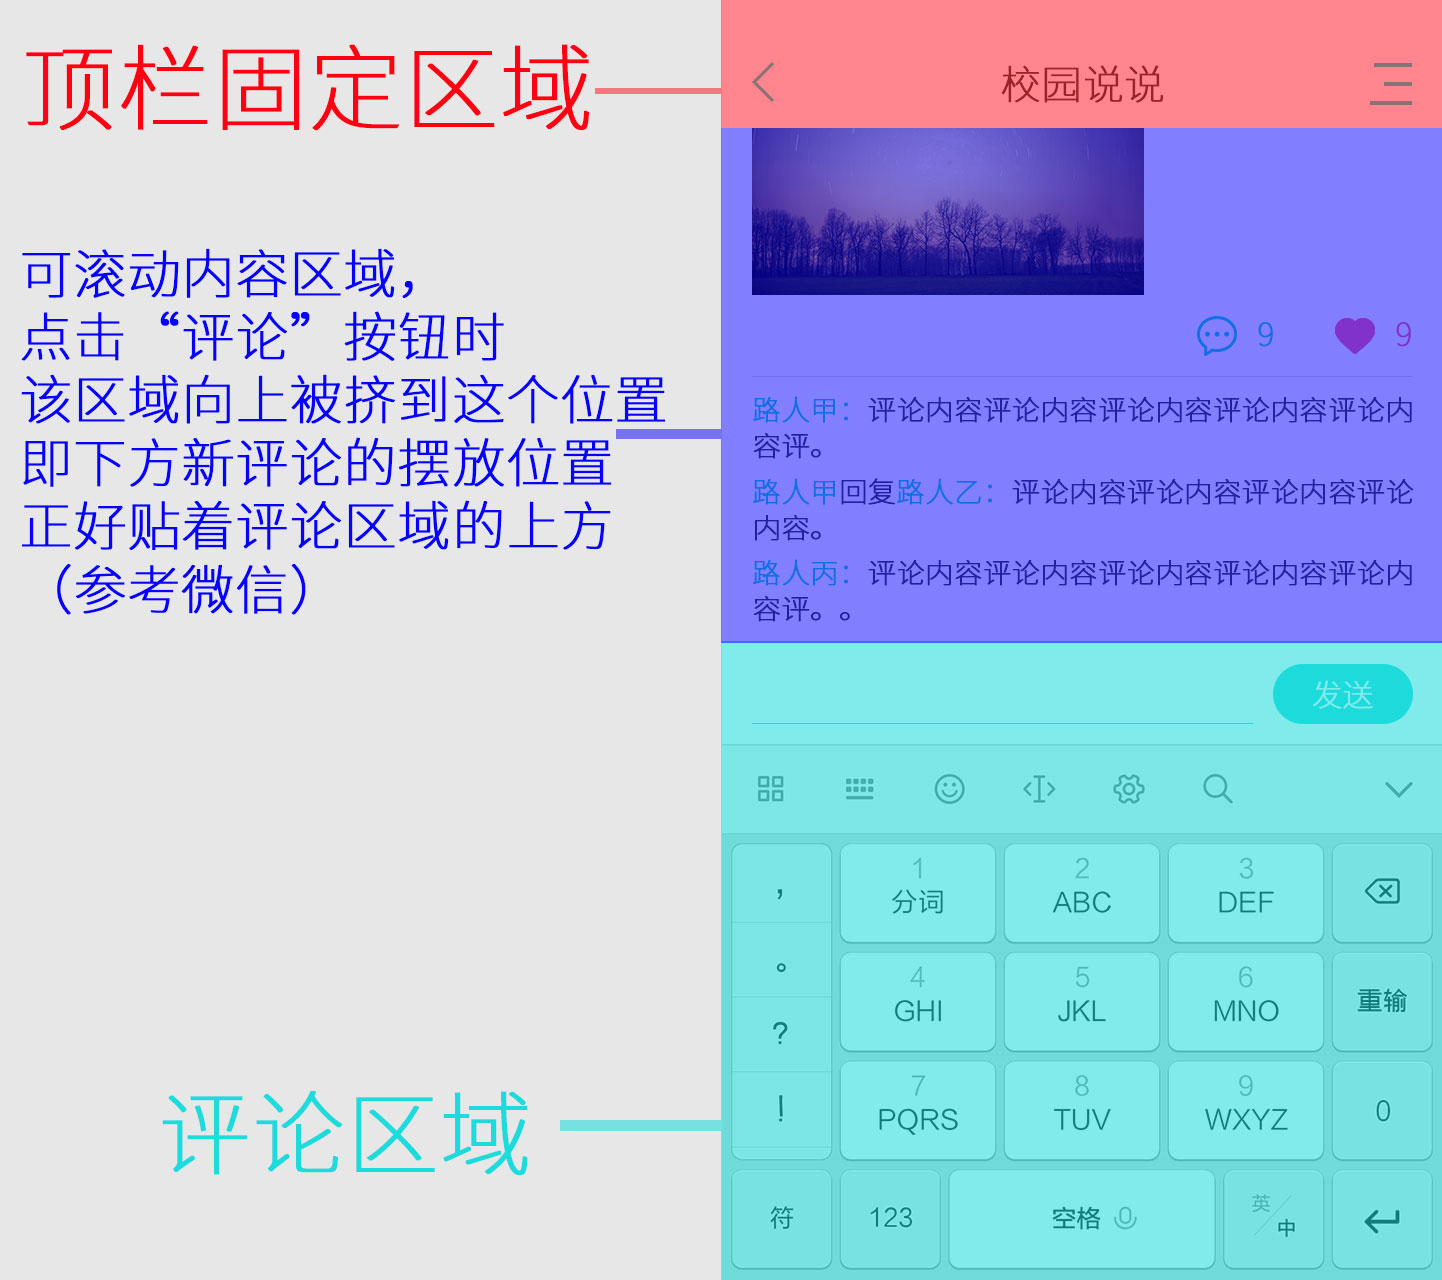 顶栏固定区域
可滚动内容区域，
点击“评论”按钮时
该区域向上被挤到这个位置
即下方新评论的摆放位置
正好贴着评论区域的上方
（参考微信）
评论区域
校园说说
9 9
路人甲：评论内容评论内容评论内容评论内容评论内
容评。
路人甲回复路人乙：评论内容评论内容评论内容评论
内容。
路人丙：评论内容评论内容评论内容评论内容评论内
容评。。
发送
， 1 2 3
分词 ABC DEF
。 4 5 6
GHI JKL MNO 重输
? 7 8 9
! PQRS TUV WXYZ 0
符 123 空格 英/中